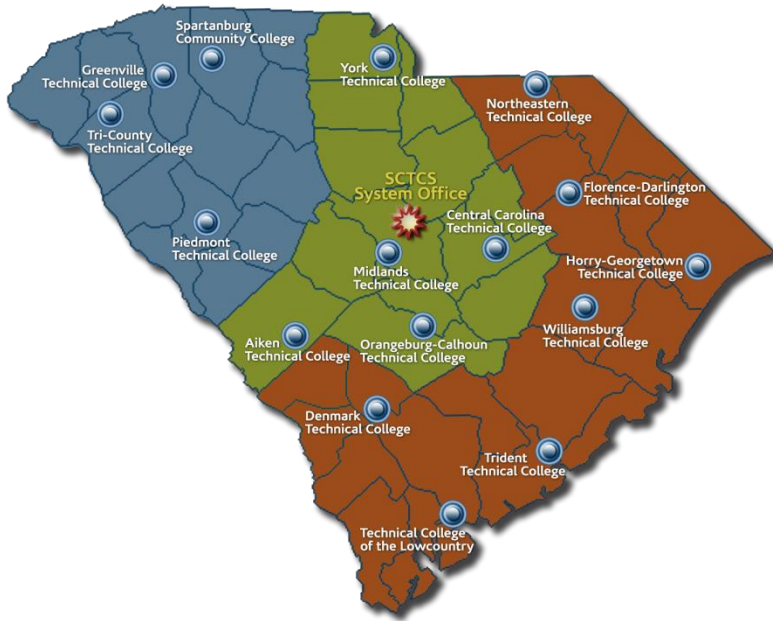 Spartanburg
Community College
Greenville
Technical College
York
Technical College
Northeastern
Technical College
Tri-County
Technical College
SCTCS
System Office
Florence-Darlington
Technical College
Central Carolina
Technical College
Piedmont
Technical College
Midlands
Technical College
Horry-Georgetown
Technical College
Williamsburg
Technical College
Aiken
Technical College
Orangeburg-Calhoun
Technical College
Denmark
Technical College
Trident
Technical College
Technical College
of the Lowcountry